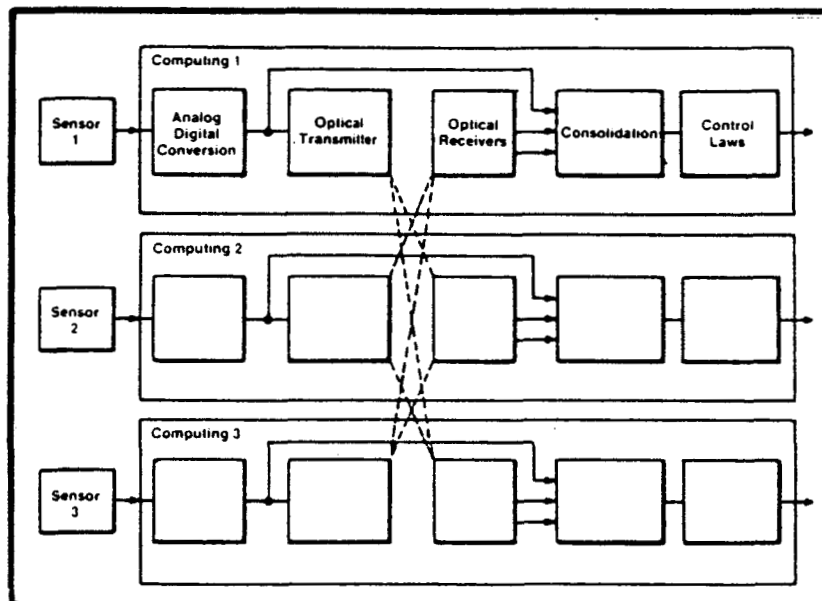 Computing 1
Sensor
1
Analog
Digital
Conversion
Optical
Transmitter
Optical
Receivers
Consolidation
Control
Laws
Computing 2
Sensor
2
Computing 3
Sensor
3